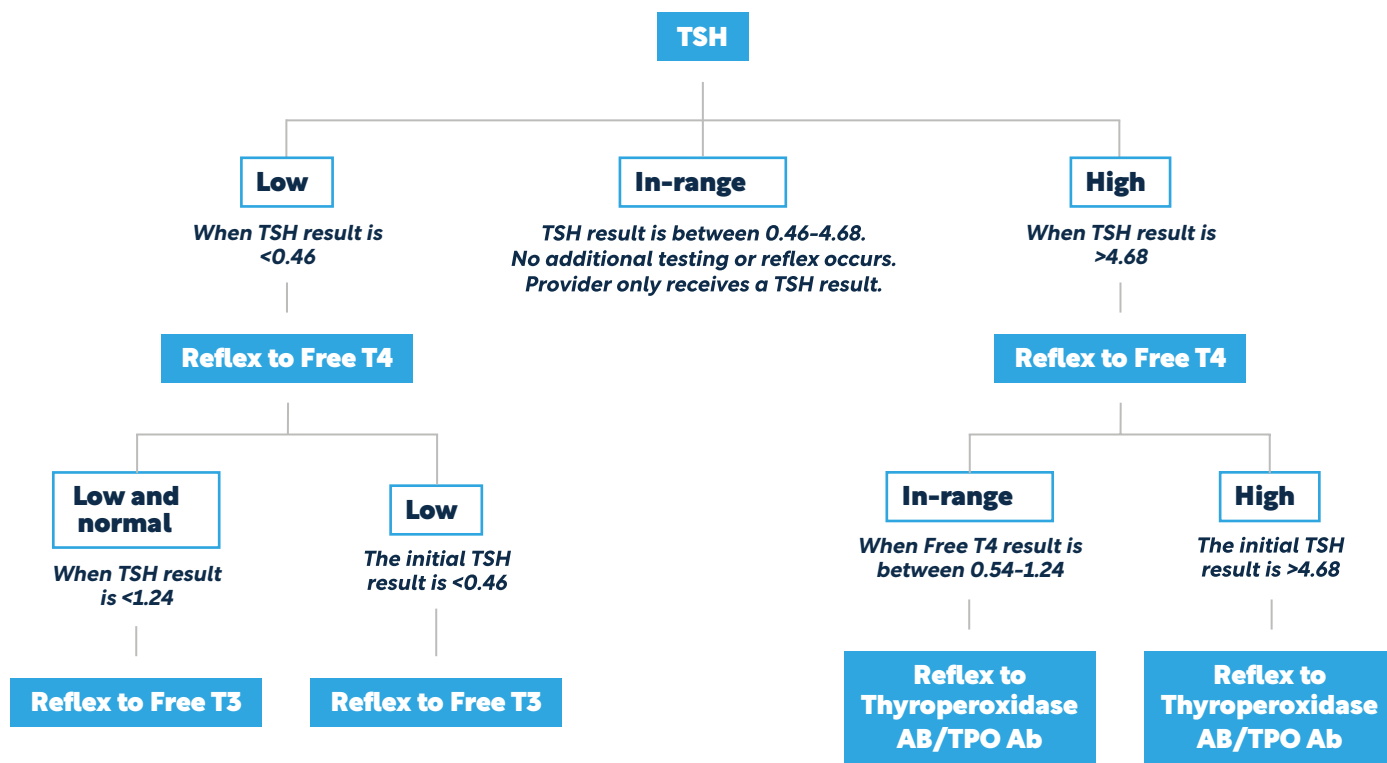 TSH
Low
In-range
High
When TSH result is
<0.46
TSH result is between 0.46-4.68.
No additional testing or reflex occurs.
Provider only receives a TSH result.
When TSH result is
>4.68
Reflex to Free T4
Reflex to Free T4
Low and
normal
When TSH result
is <1.24
Low
The initial TSH
result is <0.46
In-range
When Free T4 result is
between 0.54-1.24
High
The initial TSH
result is >4.68
Reflex to Free T3
Reflex to Free T3
Reflex to
Thyroperoxidase
AB/TPO Ab
Reflex to
Thyroperoxidase
AB/TPO Ab